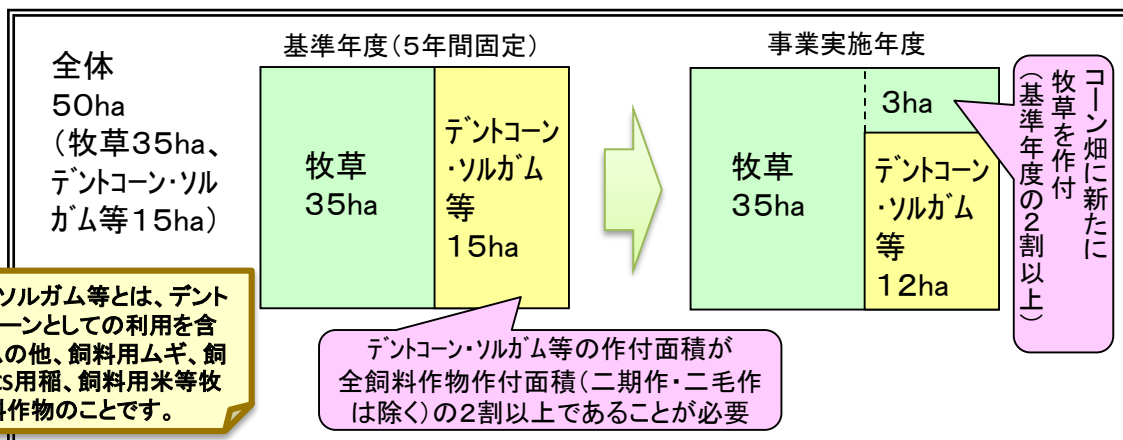 全体
50ha
(牧草35ha、
デントコーン・ソル
ガム等15ha)
基準年度(5年間固定)
牧草
35ha
デントコーン
・ソルガム
等
15ha
事業実施年度
牧草
35ha
3ha
デントコーン
・ソルガム
等
12ha
コーン畑に新たに
牧草を作付
(基準年度の2割以上)
ソルガム等とは、デント
ーンとしての利用を含
の他、飼料用ムギ、飼
CS用稲、飼料用米等牧
料作物のことです。
デントコーン・ソルガム等の作付面積が
全飼料作物作付面積(二期作・二毛作
は除く)の2割以上であることが必要